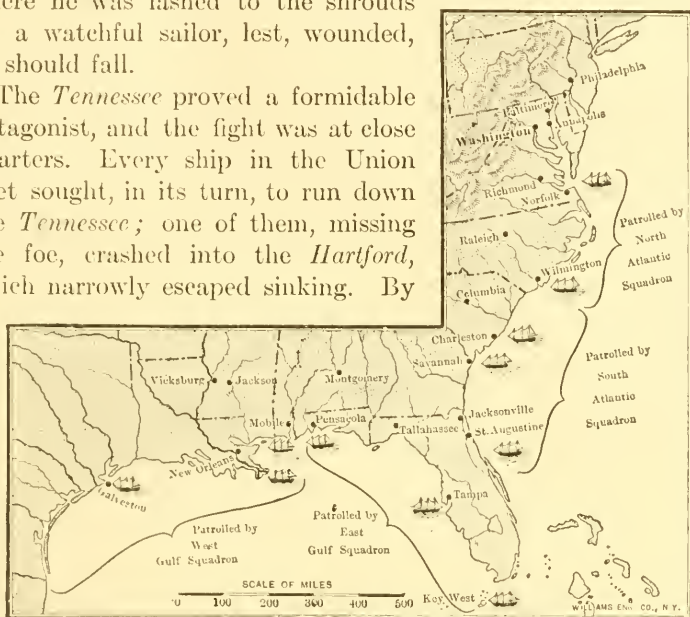 ere he was lashed to the shrouds
a watchful sailor, lest, wounded,
should fall.
The Tennessee proved a formidable
tagonist, and the fight was at close
arters. Every ship in the Union
et sought, in its turn, to run down
e Tennessee; one of them, missing
e foe, crashed into the Hartford,
ich narrowly escaped sinking. By
Philadelphia
Baltimore
Annapolis
Washington
Richmond
Norfolk
Raleigh
Wilmington
Columbia
Charleston
Savannah
Patrolled by
North
Atlantic
Squadron
Patrolled by
South
Atlantic
Squadron
Vicksburg
Jackson
Montgomery
Mobile
Pensacola
Tallahassee
Jacksonville
St. Augustine
New Orleans
Galveston
Tampa
Patrolled by
West
Gulf Squadron
Patrolled by
East
Gulf Squadron
Key West
SCALE OF MILES
0 100 200 300 400 500
WILLIAMS ENG. CO., N.Y.